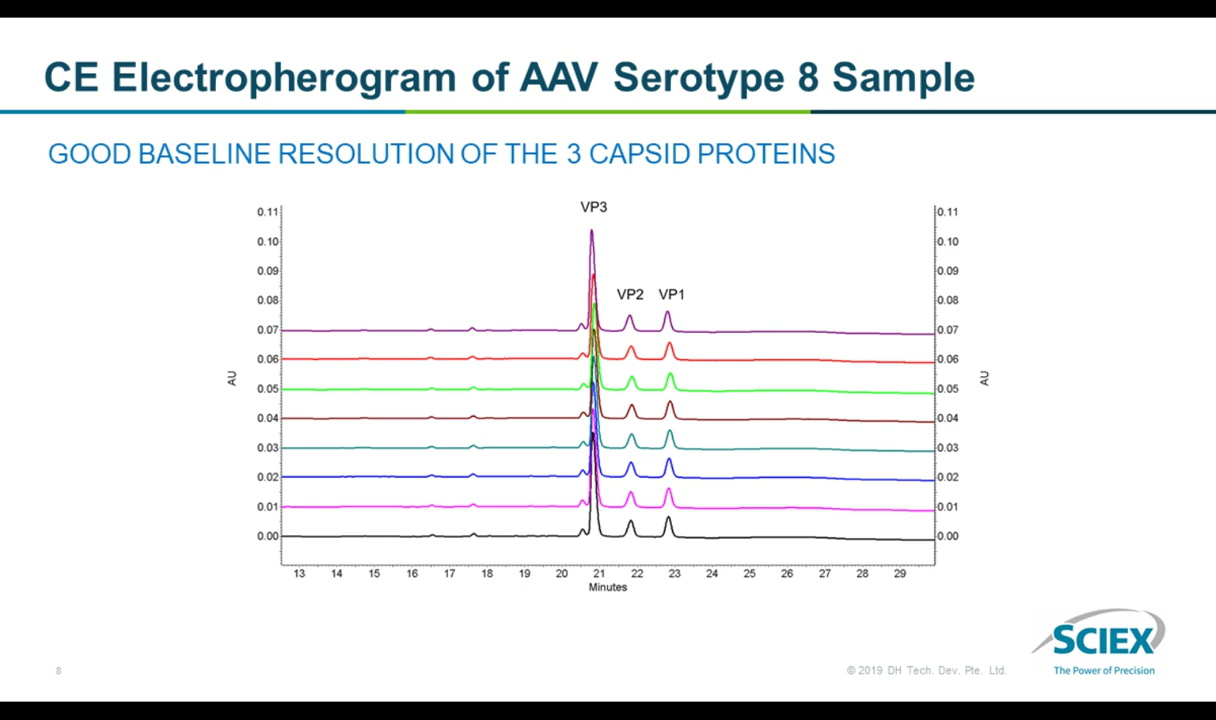 CE Electropherogram of AAV Serotype 8 Sample
GOOD BASELINE RESOLUTION OF THE 3 CAPSID PROTEINS
VP3
VP2 VP1
0.11 0.11
0.10 0.10
0.09 0.09
0.08 0.08
0.07 0.07
0.06 0.06
0.05 0.05
AU AU
0.04 0.04
0.03 0.03
0.02 0.02
0.01 0.01
0.00 0.00
13 14 15 16 17 18 19 20 21 22 23 24 25 26 27 28 29
Minutes
SCIEX
The Power of Precision
8
© 2019 DH Tech. Dev. Pte. Ltd.